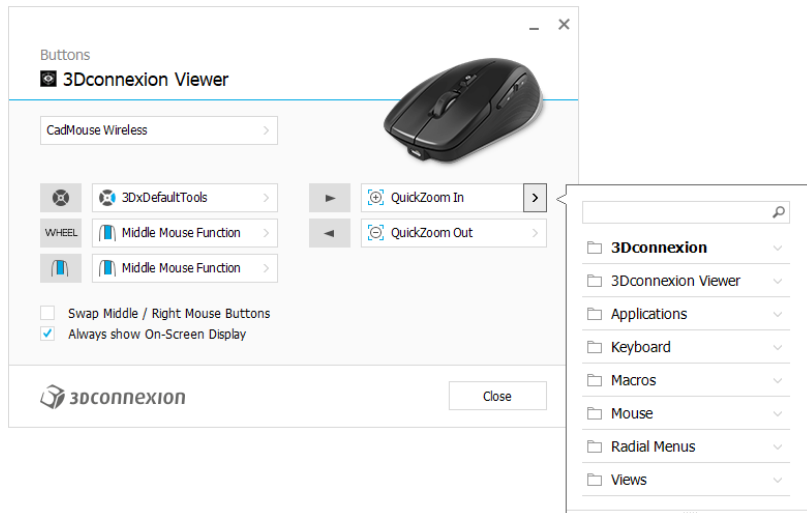 Buttons
3Dconnexion Viewer
CadMouse Wireless
3DxDefaultTools
QuickZoom In
WHEEL
Middle Mouse Function
QuickZoom Out
Middle Mouse Function
Swap Middle / Right Mouse Buttons
Always show On-Screen Display
3Dconnexion
Close
3Dconnexion
3Dconnexion Viewer
Applications
Keyboard
Macros
Mouse
Radial Menus
Views